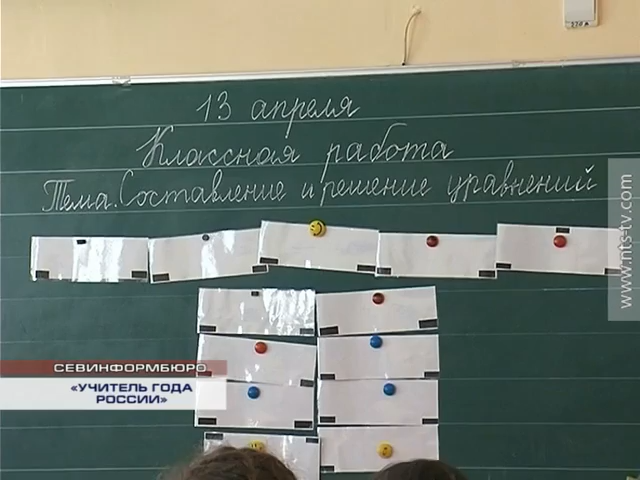 13 апреля
Классная работа
Тема. Составление и решение уравнений
www.nts-tv.com
СЕВИНФОРМБЮРО
«УЧИТЕЛЬ ГОДА
РОССИИ»